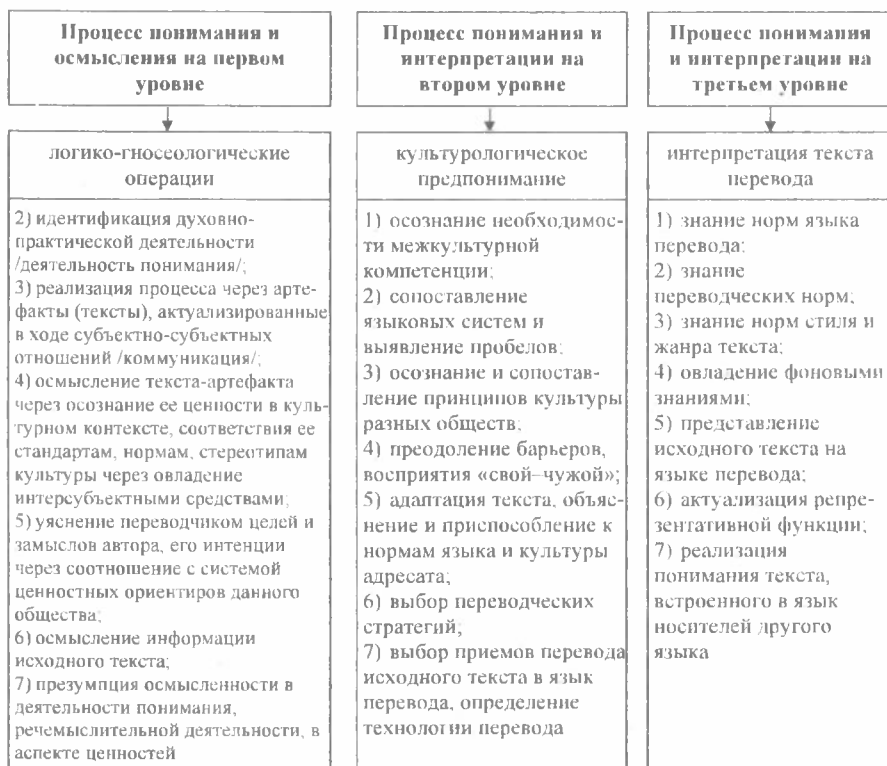 Процесс понимания и
осмысления на первом
уровне
логико-гносеологические
операции
2) идентификация духовно-
практической деятельности
/деятельность понимания/;
3) реализация процесса через арте-
факты (тексты), актуализированные
в ходе субъектно-субъектных
отношений /коммуникация/;
4) осмысление текста-артефакта
через осознание ее ценности в куль-
турном контексте, соответствия ее
стандартам, нормам, стереотипам
культуры через овладение
интерсубъектными средствами;
5) уяснение переводчиком целей и
замыслов автора, его интенции
через соотношение с системой
ценностных ориентиров данного
общества;
6) осмысление информации
исходного текста;
7) презумпция осмысленности в
деятельности понимания,
речемыслительной деятельности, в
аспекте ценностей
Процесс понимания и
интерпретации на
втором уровне
культурологическое
предпонимание
1) осознание необходимос-
ти межкультурной
компетенции;
2) сопоставление
языковых систем и
выявление пробелов;
3) осознание и сопостав-
ление принципов культуры
разных обществ;
4) преодоление барьеров,
восприятия «свой–чужой»;
5) адаптация текста, объяс-
нение и приспособление к
нормам языка и культуры
адресата;
6) выбор переводческих
стратегий;
7) выбор приемов перевода
исходного текста в язык
перевода, определение
технологии перевода
Процесс понимания
и интерпретации на
третьем уровне
интерпретация текста
перевода
1) знание норм языка
перевода;
2) знание
переводческих норм;
3) знание норм стиля и
жанра текста;
4) овладение фоновыми
знаниями;
5) представление
исходного текста на
языке перевода;
6) актуализация репре-
зентативной функции;
7) реализация
понимания текста,
встроенного в язык
носителей другого
языка